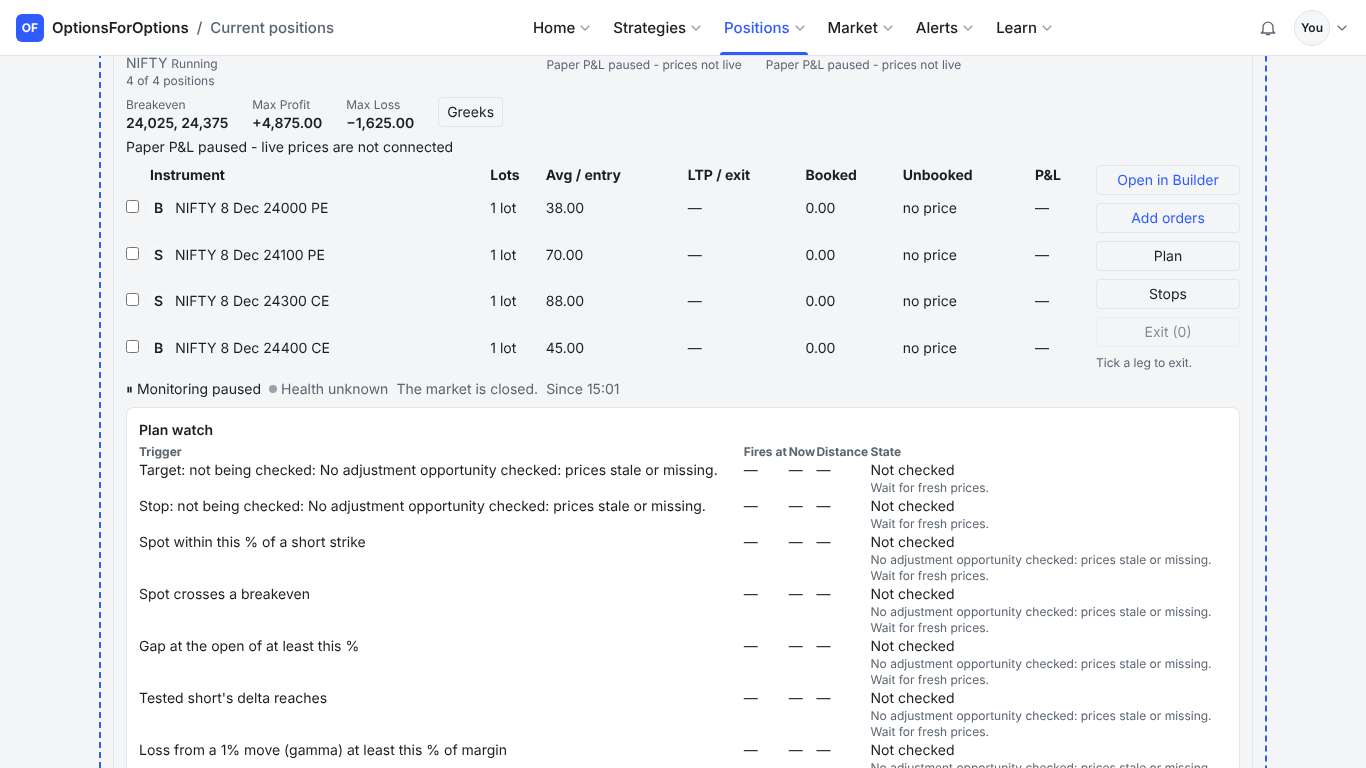 OF OptionsForOptions / Current positions Home Strategies Positions Market Alerts Learn You
NIFTY Running Paper P&L paused - prices not live Paper P&L paused - prices not live
4 of 4 positions
Breakeven Max Profit Max Loss Greeks
24,025, 24,375 +4,875.00 −1,625.00
Paper P&L paused - live prices are not connected
Instrument Lots Avg / entry LTP / exit Booked Unbooked P&L Open in Builder
B NIFTY 8 Dec 24000 PE 1 lot 38.00 — 0.00 no price —
Add orders
S NIFTY 8 Dec 24100 PE 1 lot 70.00 — 0.00 no price — Plan
S NIFTY 8 Dec 24300 CE 1 lot 88.00 — 0.00 no price — Stops
Exit (0)
B NIFTY 8 Dec 24400 CE 1 lot 45.00 — 0.00 no price —
Tick a leg to exit.
Monitoring paused Health unknown The market is closed. Since 15:01
Plan watch
Trigger Fires at Now Distance State
Target: not being checked: No adjustment opportunity checked: prices stale or missing. — — — Not checked
Wait for fresh prices.
Stop: not being checked: No adjustment opportunity checked: prices stale or missing. — — — Not checked
Wait for fresh prices.
Spot within this % of a short strike — — — Not checked
No adjustment opportunity checked: prices stale or missing.
Wait for fresh prices.
Spot crosses a breakeven — — — Not checked
No adjustment opportunity checked: prices stale or missing.
Wait for fresh prices.
Gap at the open of at least this % — — — Not checked
No adjustment opportunity checked: prices stale or missing.
Wait for fresh prices.
Tested short's delta reaches — — — Not checked
No adjustment opportunity checked: prices stale or missing.
Wait for fresh prices.
Loss from a 1% move (gamma) at least this % of margin — — — Not checked
No adjustment opportunity checked: prices stale or missing.